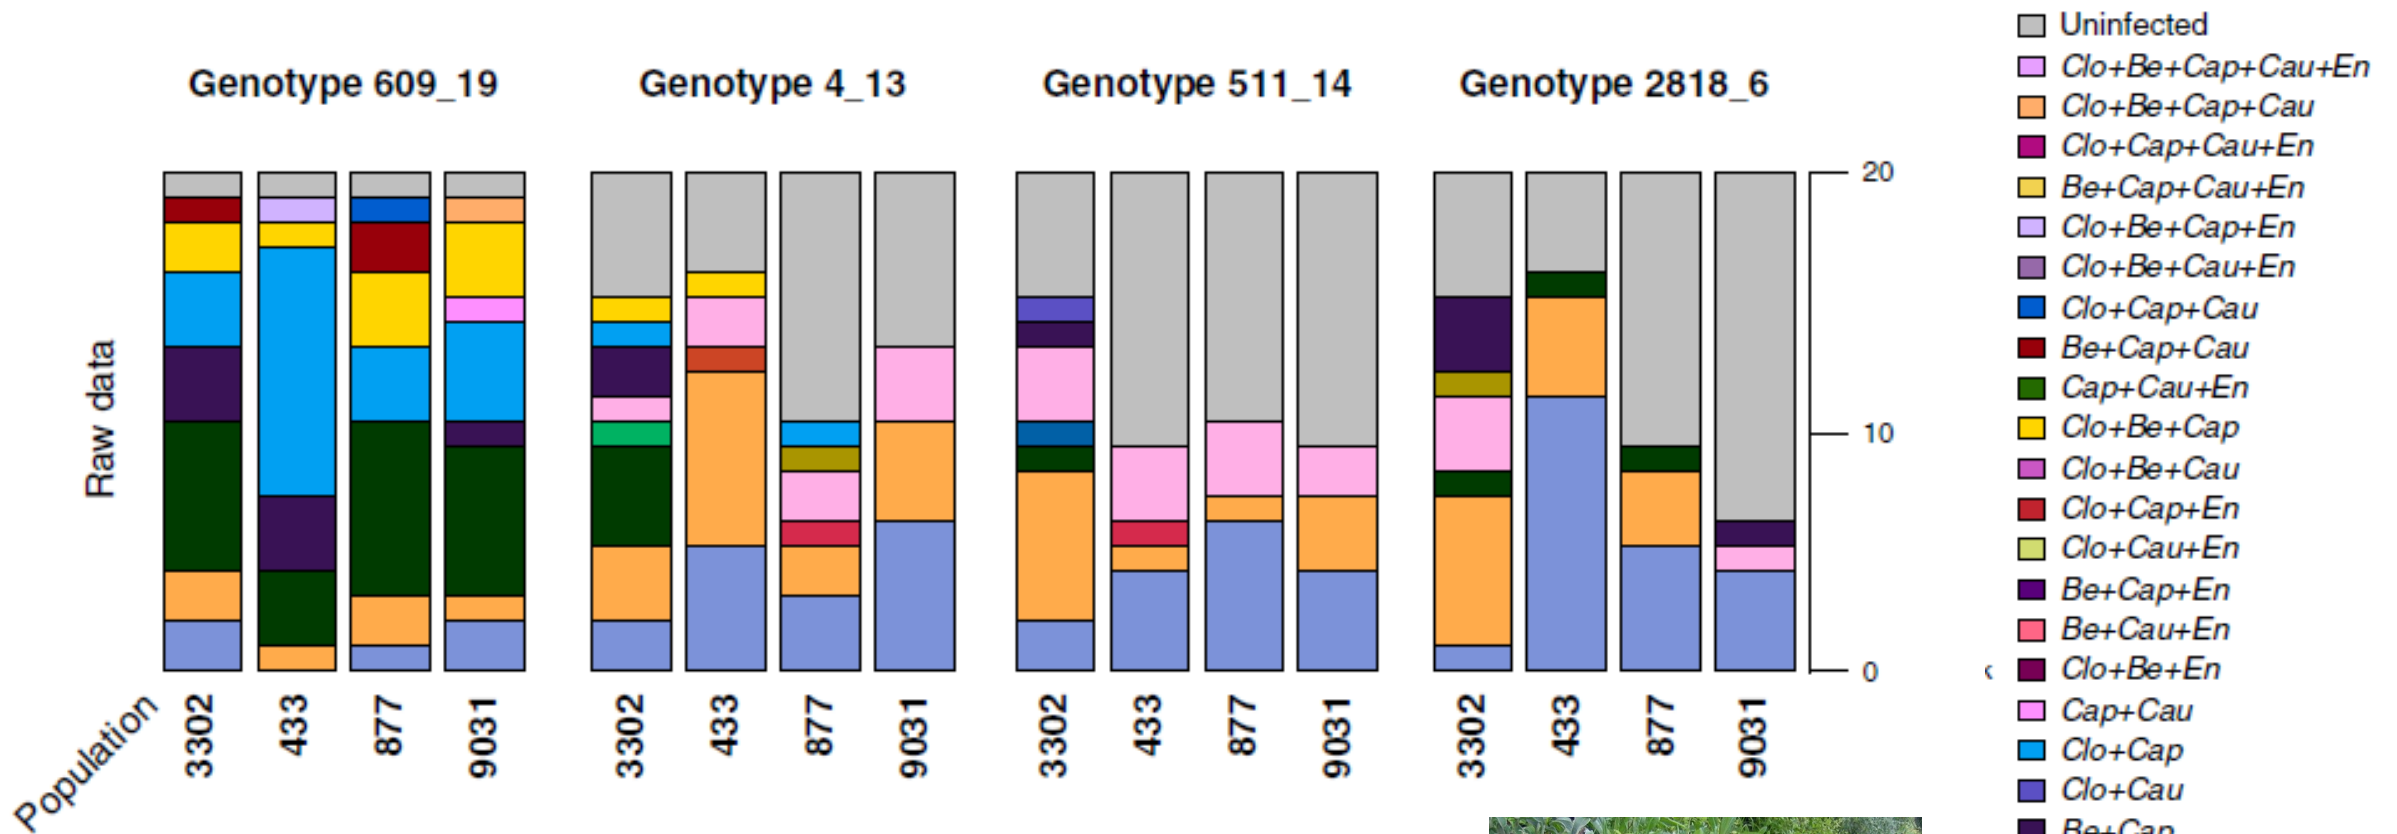 Genotype 609_19
Genotype 4_13
Genotype 511_14
Genotype 2818_6
Raw data
20
10
0
Population
3302
433
877
9031
3302
433
877
9031
3302
433
877
9031
3302
433
877
9031
Uninfected
Clo+Be+Cap+Cau+En
Clo+Be+Cap+Cau
Clo+Cap+Cau+En
Be+Cap+Cau+En
Clo+Be+Cap+En
Clo+Be+Cau+En
Clo+Cap+Cau
Be+Cap+Cau
Cap+Cau+En
Clo+Be+Cap
Clo+Be+Cau
Clo+Cap+En
Clo+Cau+En
Be+Cap+En
Be+Cau+En
Clo+Be+En
Cap+Cau
Clo+Cap
Clo+Cau
Be+Cap